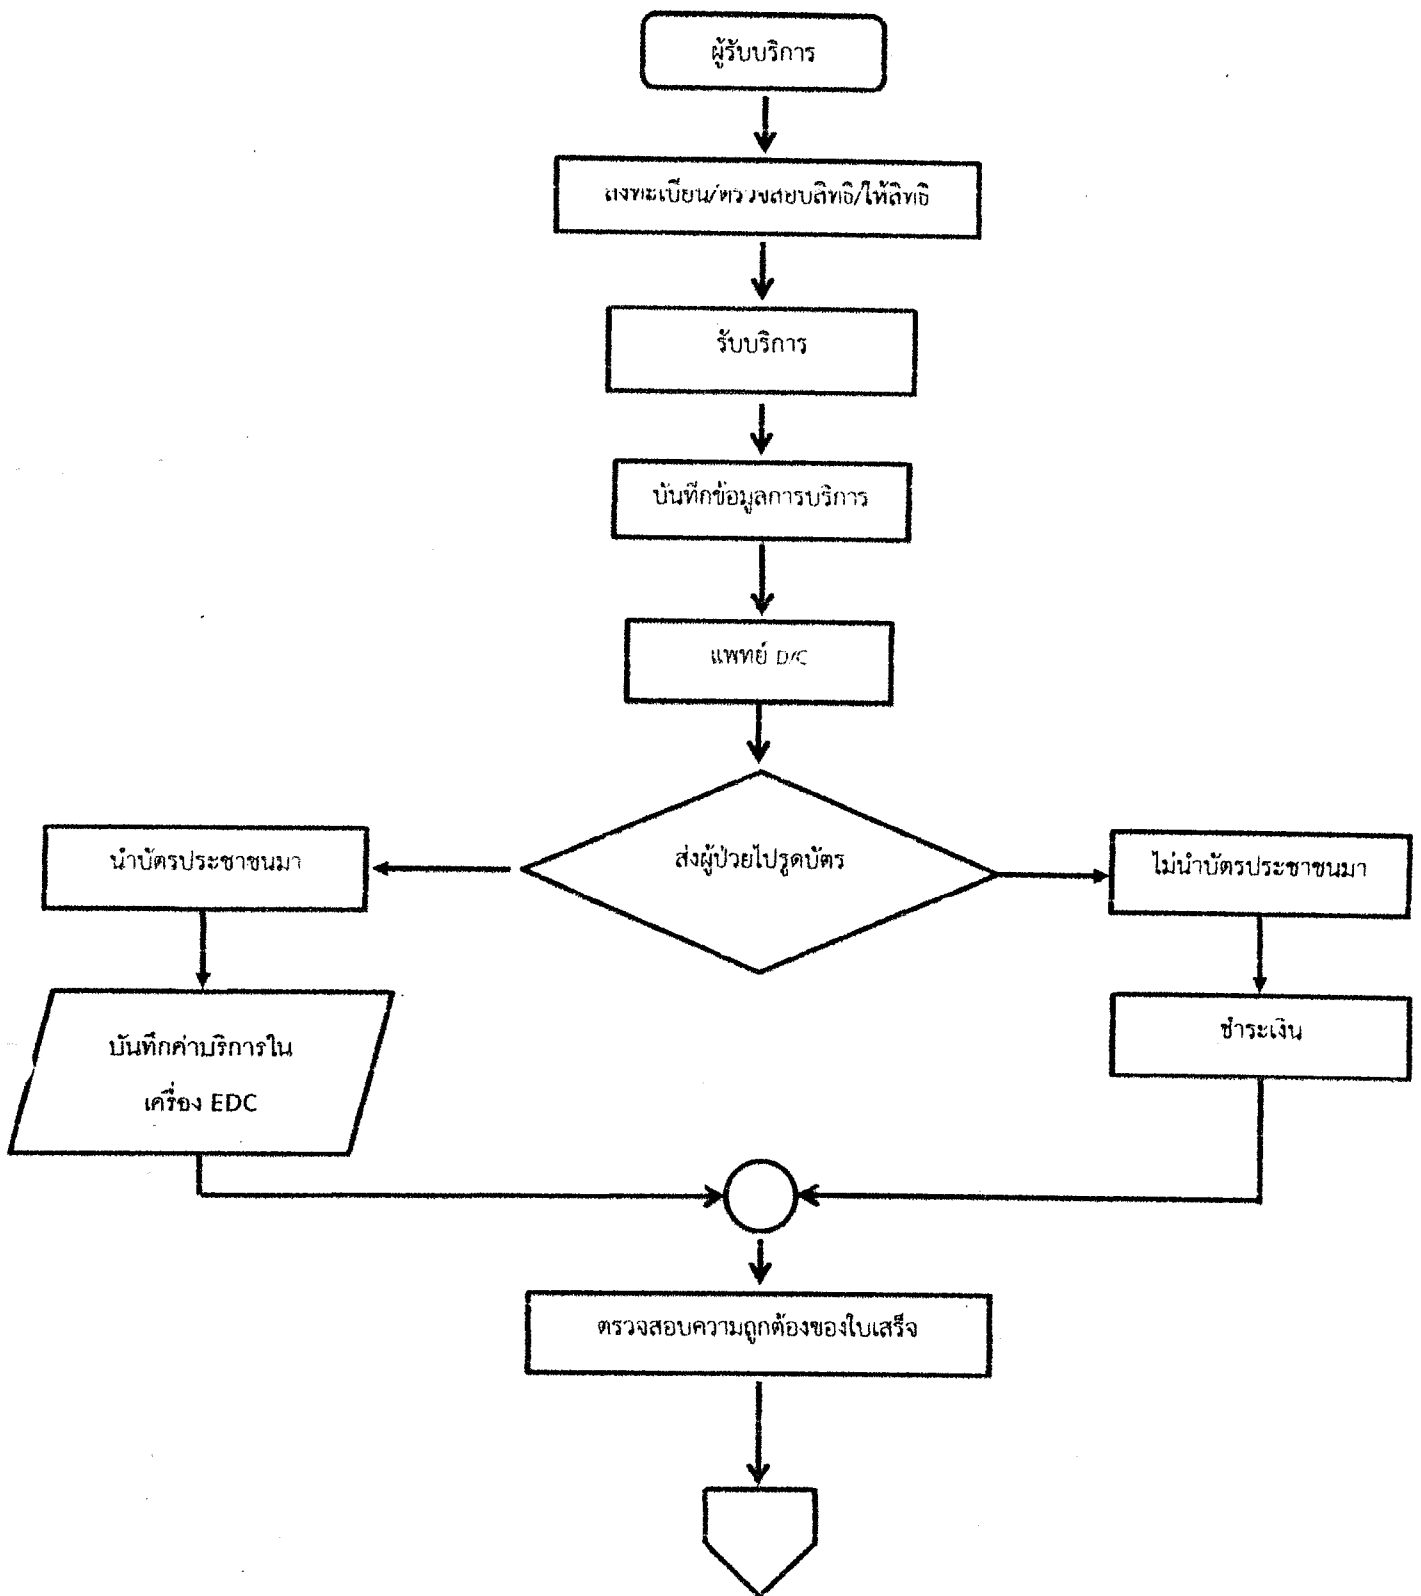 ผู้รับบริการ
ลงทะเบียน/ตรวจสอบสิทธิ/ให้สิทธิ
รับบริการ
บันทึกข้อมูลการบริการ
แพทย์ D/C
ส่งผู้ป่วยไปรูดบัตร
นำบัตรประชาชนมา
ไม่นำบัตรประชาชนมา
บันทึกค่าบริการใน
เครื่อง EDC
ชำระเงิน
ตรวจสอบความถูกต้องของใบเสร็จ